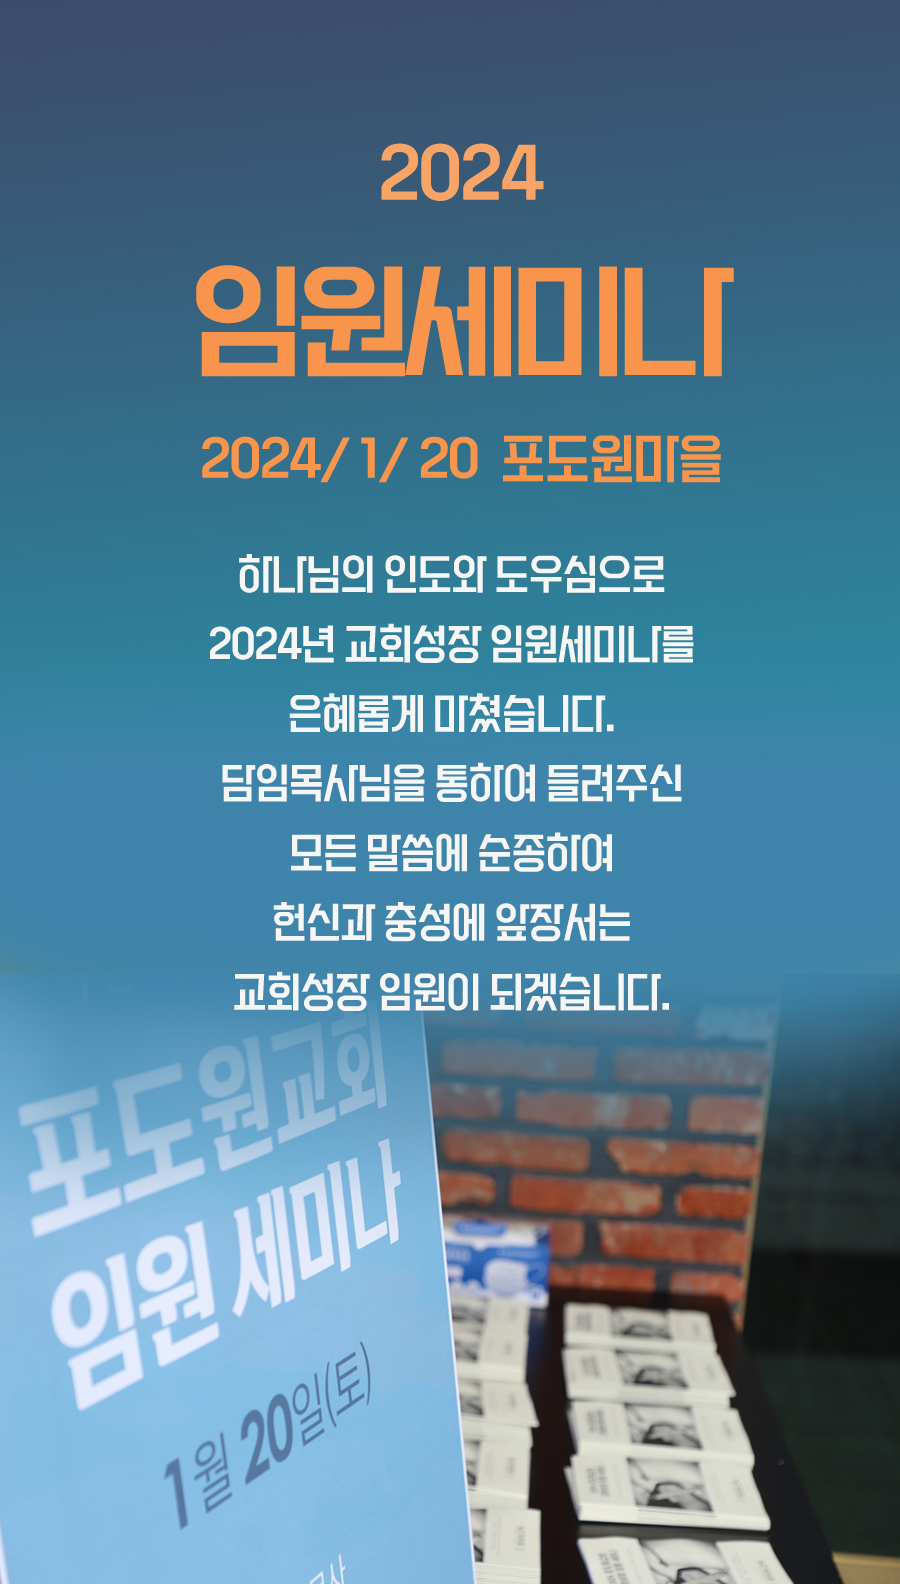 2024
임원세미나
2024/ 1/ 20 포도원마을
하나님의 인도와 도우심으로
2024년 교회성장 임원세미나를
은혜롭게 마쳤습니다.
담임목사님을 통하여 들려주신
모든 말씀에 순종하여
헌신과 충성에 앞장서는
교회성장 임원이 되겠습니다.
포도원교회
임원 세미나
1월 20일(토)